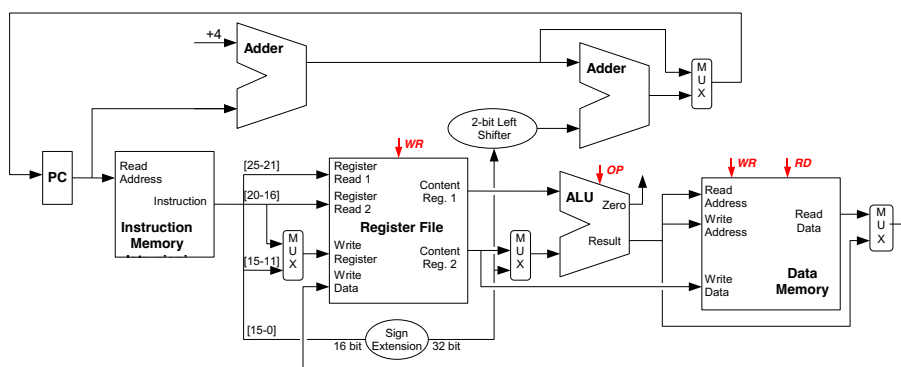 +4
Adder
Adder
M
U
X
2-bit Left
Shifter
PC
Read
Address
Instruction
Instruction
Memory
[25-21]
[20-16]
[15-11]
[15-0]
M
U
X
WR
Register
Read 1
Register
Read 2
Write
Register
Write
Data
Content
Reg. 1
Register File
Content
Reg. 2
16 bit
Sign
Extension
32 bit
M
U
X
OP
ALU
Zero
Result
WR
RD
Read
Address
Write
Address
Read
Data
Write
Data
Data
Memory
M
U
X